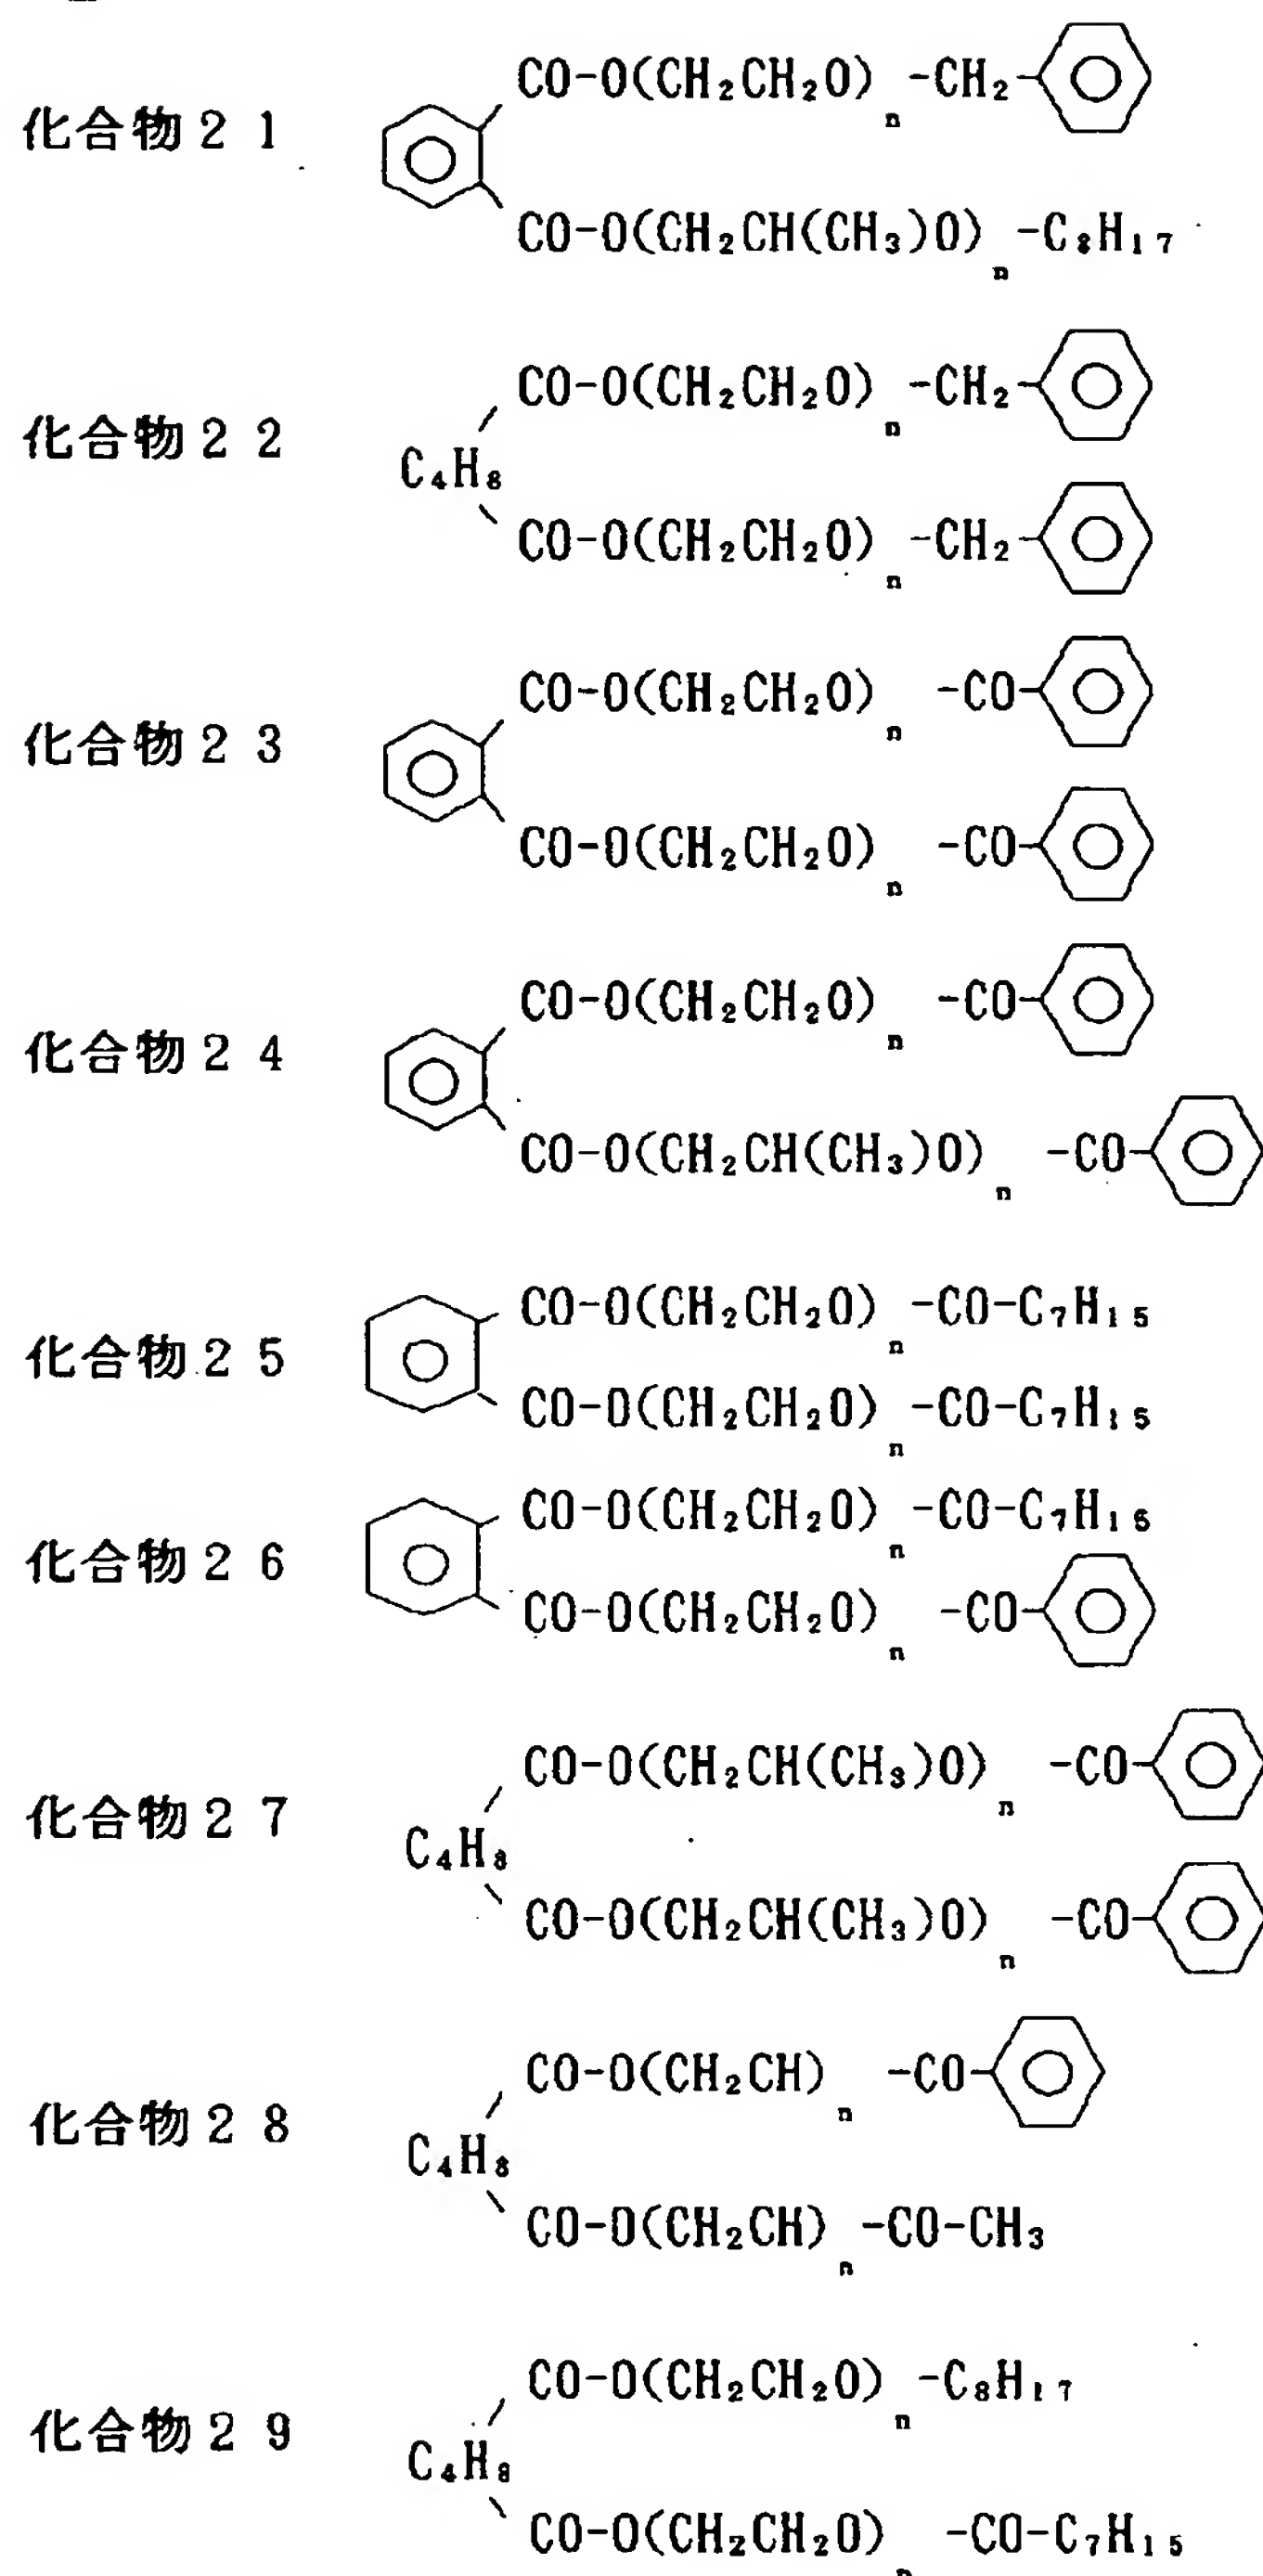 CO-O(CH₂CH₂O)ₙ-CH₂-
化合物21
CO-O(CH₂CH(CH₃)O)ₙ-C₈H₁₇
CO-O(CH₂CH₂O)ₙ-CH₂-
化合物22
C₄H₈
CO-O(CH₂CH₂O)ₙ-CH₂-
CO-O(CH₂CH₂O)ₙ-CO-
化合物23
CO-O(CH₂CH₂O)ₙ-CO-
CO-O(CH₂CH₂O)ₙ-CO-
化合物24
CO-O(CH₂CH(CH₃)O)ₙ-CO-
CO-O(CH₂CH₂O)ₙ-CO-C₇H₁₅
化合物25
CO-O(CH₂CH₂O)ₙ-CO-C₇H₁₅
CO-O(CH₂CH₂O)ₙ-CO-C₇H₁₅
化合物26
CO-O(CH₂CH₂O)ₙ-CO-
CO-O(CH₂CH(CH₃)O)ₙ-CO-
化合物27
C₄H₈
CO-O(CH₂CH(CH₃)O)ₙ-CO-
CO-O(CH₂CH)ₙ-CO-
化合物28
C₄H₈
CO-O(CH₂CH)ₙ-CO-CH₃
CO-O(CH₂CH₂O)ₙ-C₈H₁₇
化合物29
C₄H₈
CO-O(CH₂CH₂O)ₙ-CO-C₇H₁₅